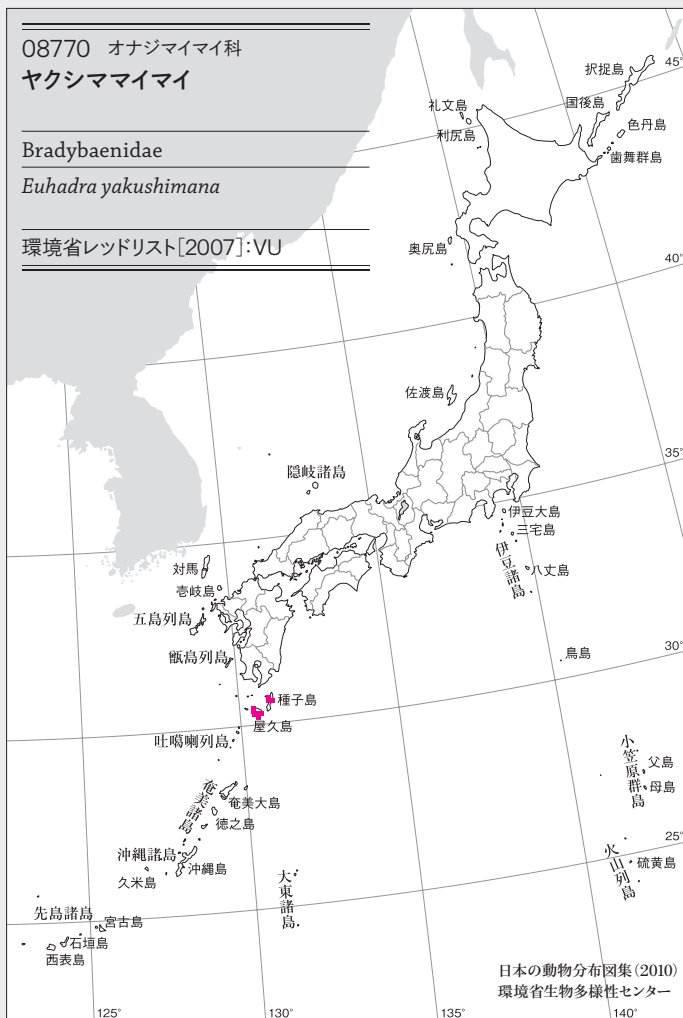 08770 オナジマイマイ科
ヤクシママイマイ
Bradybaenidae
Euhadra yakushimana
環境省レッドリスト[2007]:VU
択捉島
45°
礼文島
国後島
利尻島
色丹島
歯舞群島
奥尻島
40°
佐渡島
35°
隠岐諸島
伊豆大島
三宅島
伊豆諸島
八丈島
対馬
壱岐島
五島列島
甑島列島
鳥島
30°
種子島
屋久島
吐噶喇列島
小笠原群島
父島
母島
奄美諸島
奄美大島
徳之島
25°
沖縄諸島
沖縄島
久米島
大東諸島
火山列島
硫黄島
先島諸島
宮古島
石垣島
西表島
日本の動物分布図集(2010)
環境省生物多様性センター
125°
130°
135°
140°